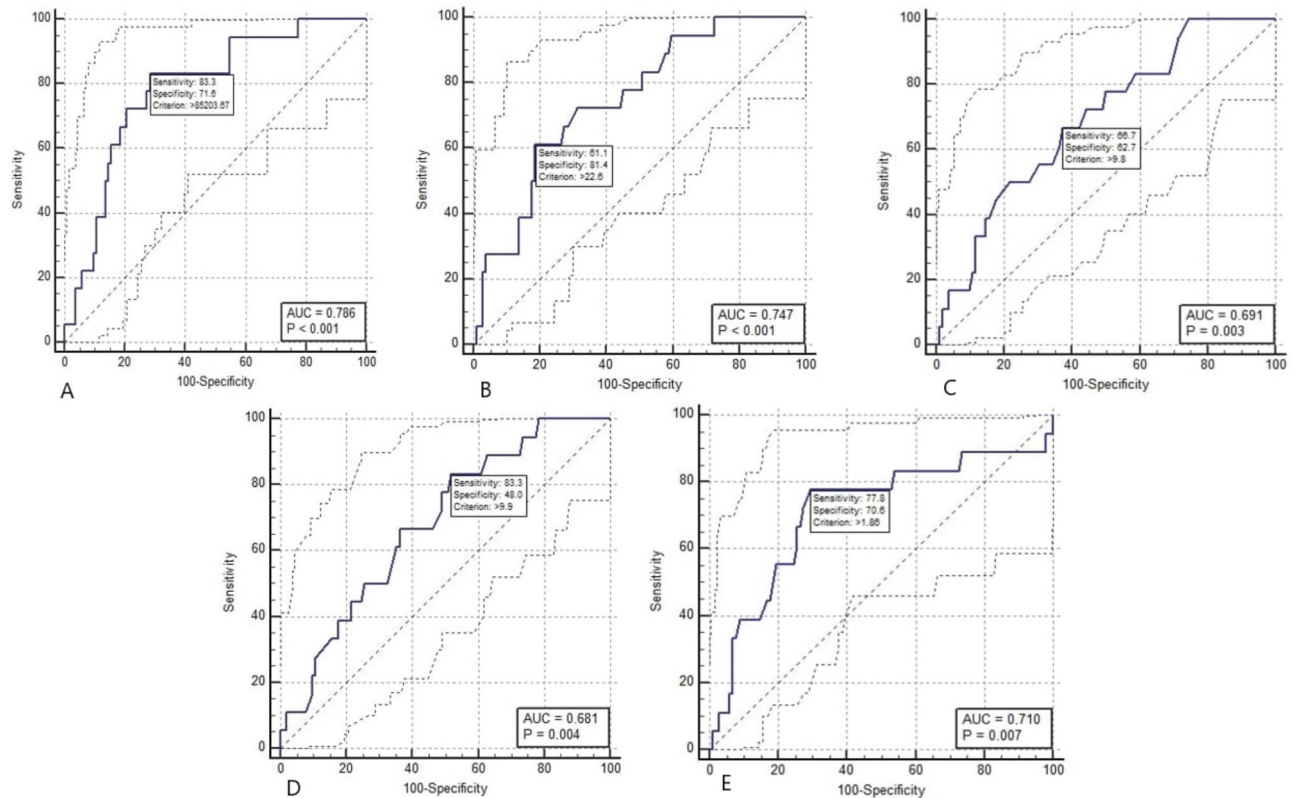 100
80
60
40
20
0
Sensitivity
Sensitivity: 83.3
Specificity: 71.6
Criterion: >85203.67
AUC = 0.786
P < 0.001
0 20 40 60 80 100
100-Specificity
A
100
80
60
40
20
0
Sensitivity
Sensitivity: 61.1
Specificity: 81.4
Criterion: >22.6
AUC = 0.747
P < 0.001
0 20 40 60 80 100
100-Specificity
B
100
80
60
40
20
0
Sensitivity
Sensitivity: 66.7
Specificity: 62.7
Criterion: >9.8
AUC = 0.691
P = 0.003
0 20 40 60 80 100
100-Specificity
C
100
80
60
40
20
0
Sensitivity
Sensitivity: 83.3
Specificity: 48.0
Criterion: >9.9
AUC = 0.681
P = 0.004
0 20 40 60 80 100
100-Specificity
D
100
80
60
40
20
0
Sensitivity
Sensitivity: 77.8
Specificity: 70.6
Criterion: >1.86
AUC = 0.710
P = 0.007
0 20 40 60 80 100
100-Specificity
E